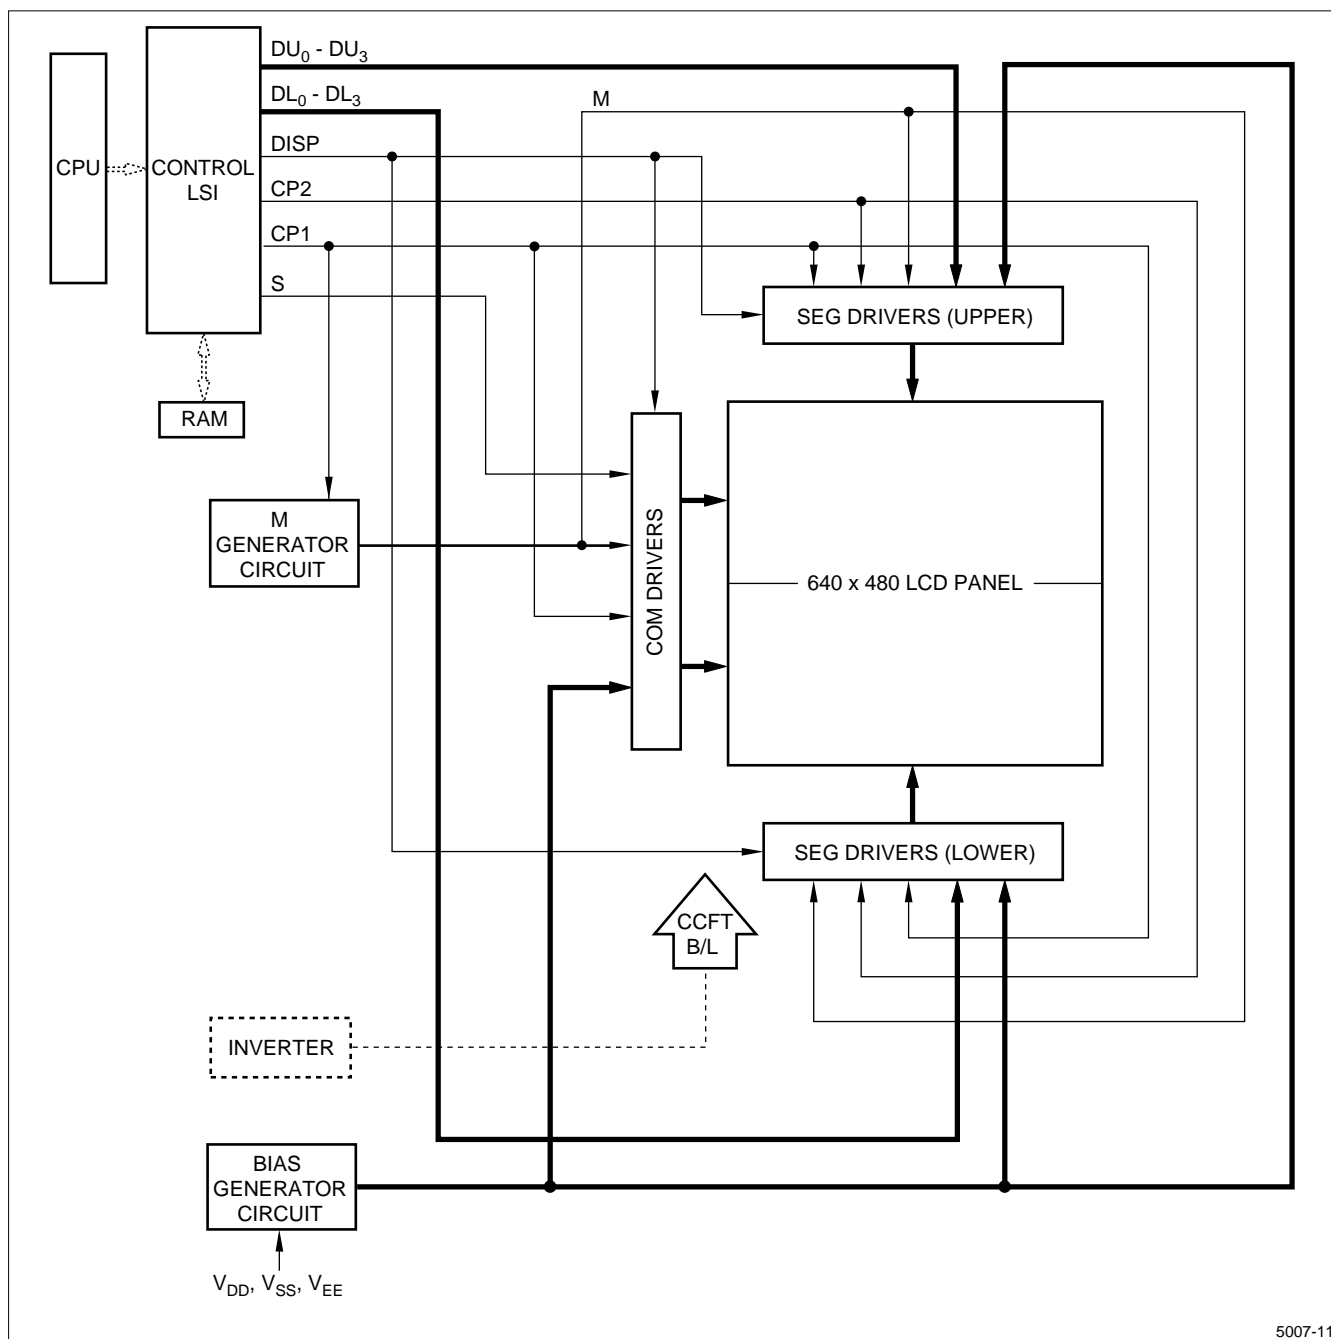 DU0 - DU3
DL0 - DL3
M
DISP
CPU
CONTROL
LSI
CP2
CP1
S
SEG DRIVERS (UPPER)
RAM
M
GENERATOR
CIRCUIT
COM DRIVERS
640 x 480 LCD PANEL
SEG DRIVERS (LOWER)
CCFT
B/L
INVERTER
BIAS
GENERATOR
CIRCUIT
VDD, VSS, VEE
5007-11